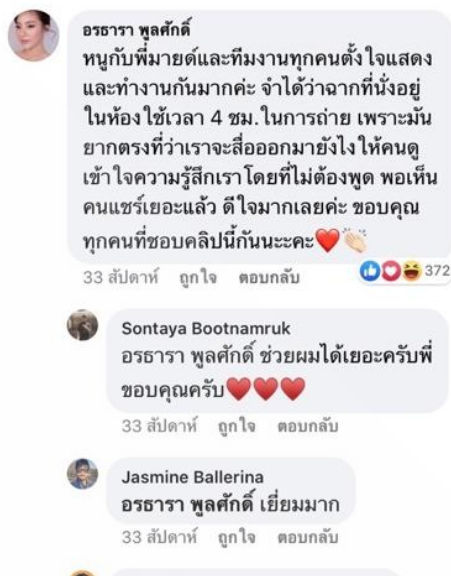 อรธารา พูลศักดิ์
หนูกับพี่มายด์และทีมงานทุกคนตั้งใจแสดง
และทำงานกันมากค่ะ จำได้ว่าฉากที่นั่งอยู่
ในห้องใช้เวลา 4 ชม.ในการถ่าย เพราะมัน
ยากตรงที่ว่าเราจะสื่อออกมายังไงให้คนดู
เข้าใจความรู้สึกเราโดยที่ไม่ต้องพูด พอเห็น
คนแชร์เยอะแล้ว ดีใจมากเลยค่ะ ขอบคุณ
ทุกคนที่ชอบคลิปนี้กันนะะคะ❤️👏🏻
33 สัปดาห์ ถูกใจ ตอบกลับ 372
Sontaya Bootnamruk
อรธารา พูลศักดิ์ ช่วยผมได้เยอะครับพี่
ขอบคุณครับ♥️♥️♥️
33 สัปดาห์ ถูกใจ ตอบกลับ
Jasmine Ballerina
อรธารา พูลศักดิ์ เยี่ยมมาก
33 สัปดาห์ ถูกใจ ตอบกลับ